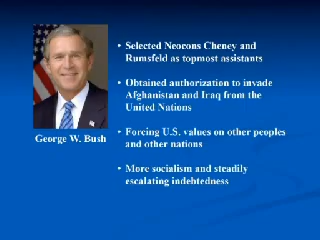 • Selected Neocons Cheney and
Rumsfeld as topmost assistants
• Obtained authorization to invade
Afghanistan and Iraq from the
United Nations
• Forcing U.S. values on other peoples
and other nations
• More socialism and steadily
escalating indebtedness
George W. Bush